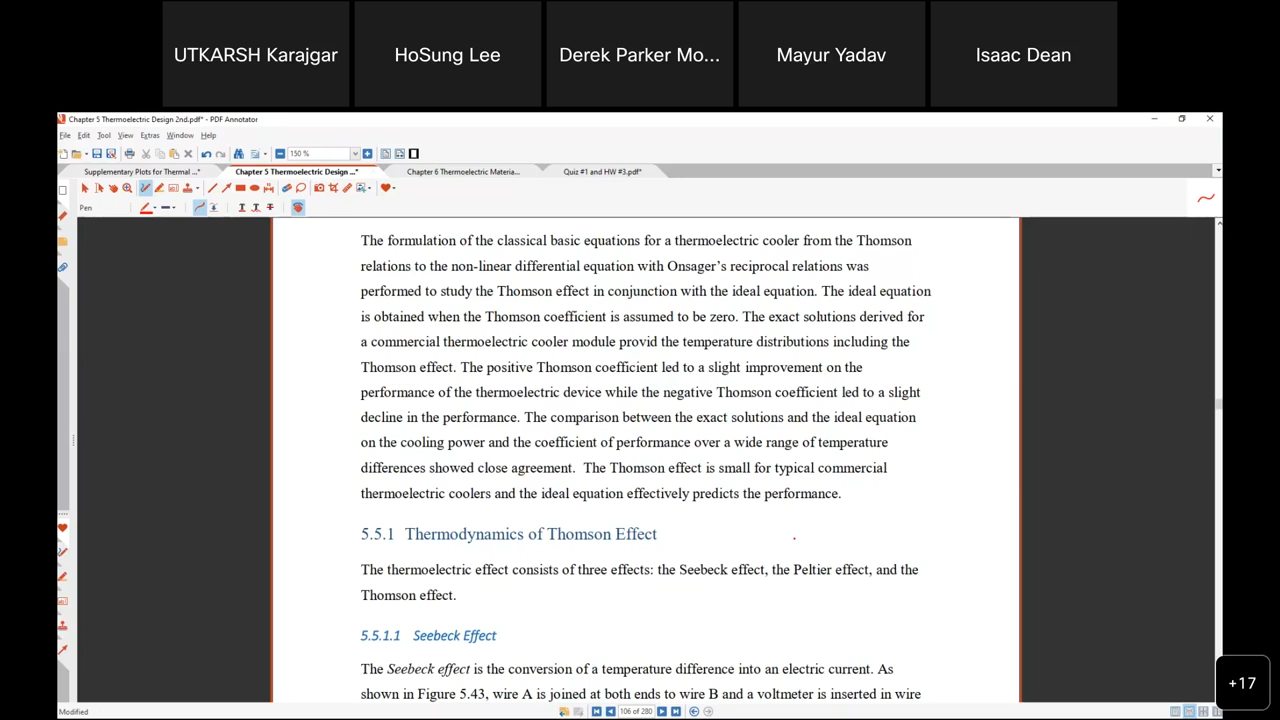 UTKARSH Karajgar
HoSung Lee
Derek Parker Mo...
Mayur Yadav
Isaac Dean
Chapter 5 Thermoelectric Design 2nd.pdf* - PDF Annotator
File Edit Tool View Extras Window Help
150 %
Supplementary Plots for Thermal ...*
Chapter 5 Thermoelectric Design ...*
Chapter 6 Thermoelectric Materia...
Quiz #1 and HW #3.pdf*
Pen
The formulation of the classical basic equations for a thermoelectric cooler from the Thomson
relations to the non-linear differential equation with Onsager's reciprocal relations was
performed to study the Thomson effect in conjunction with the ideal equation. The ideal equation
is obtained when the Thomson coefficient is assumed to be zero. The exact solutions derived for
a commercial thermoelectric cooler module provid the temperature distributions including the
Thomson effect. The positive Thomson coefficient led to a slight improvement on the
performance of the thermoelectric device while the negative Thomson coefficient led to a slight
decline in the performance. The comparison between the exact solutions and the ideal equation
on the cooling power and the coefficient of performance over a wide range of temperature
differences showed close agreement. The Thomson effect is small for typical commercial
thermoelectric coolers and the ideal equation effectively predicts the performance.
5.5.1 Thermodynamics of Thomson Effect
The thermoelectric effect consists of three effects: the Seebeck effect, the Peltier effect, and the
Thomson effect.
5.5.1.1 Seebeck Effect
The Seebeck effect is the conversion of a temperature difference into an electric current. As
shown in Figure 5.43, wire A is joined at both ends to wire B and a voltmeter is inserted in wire
+17
Modified
106 of 280